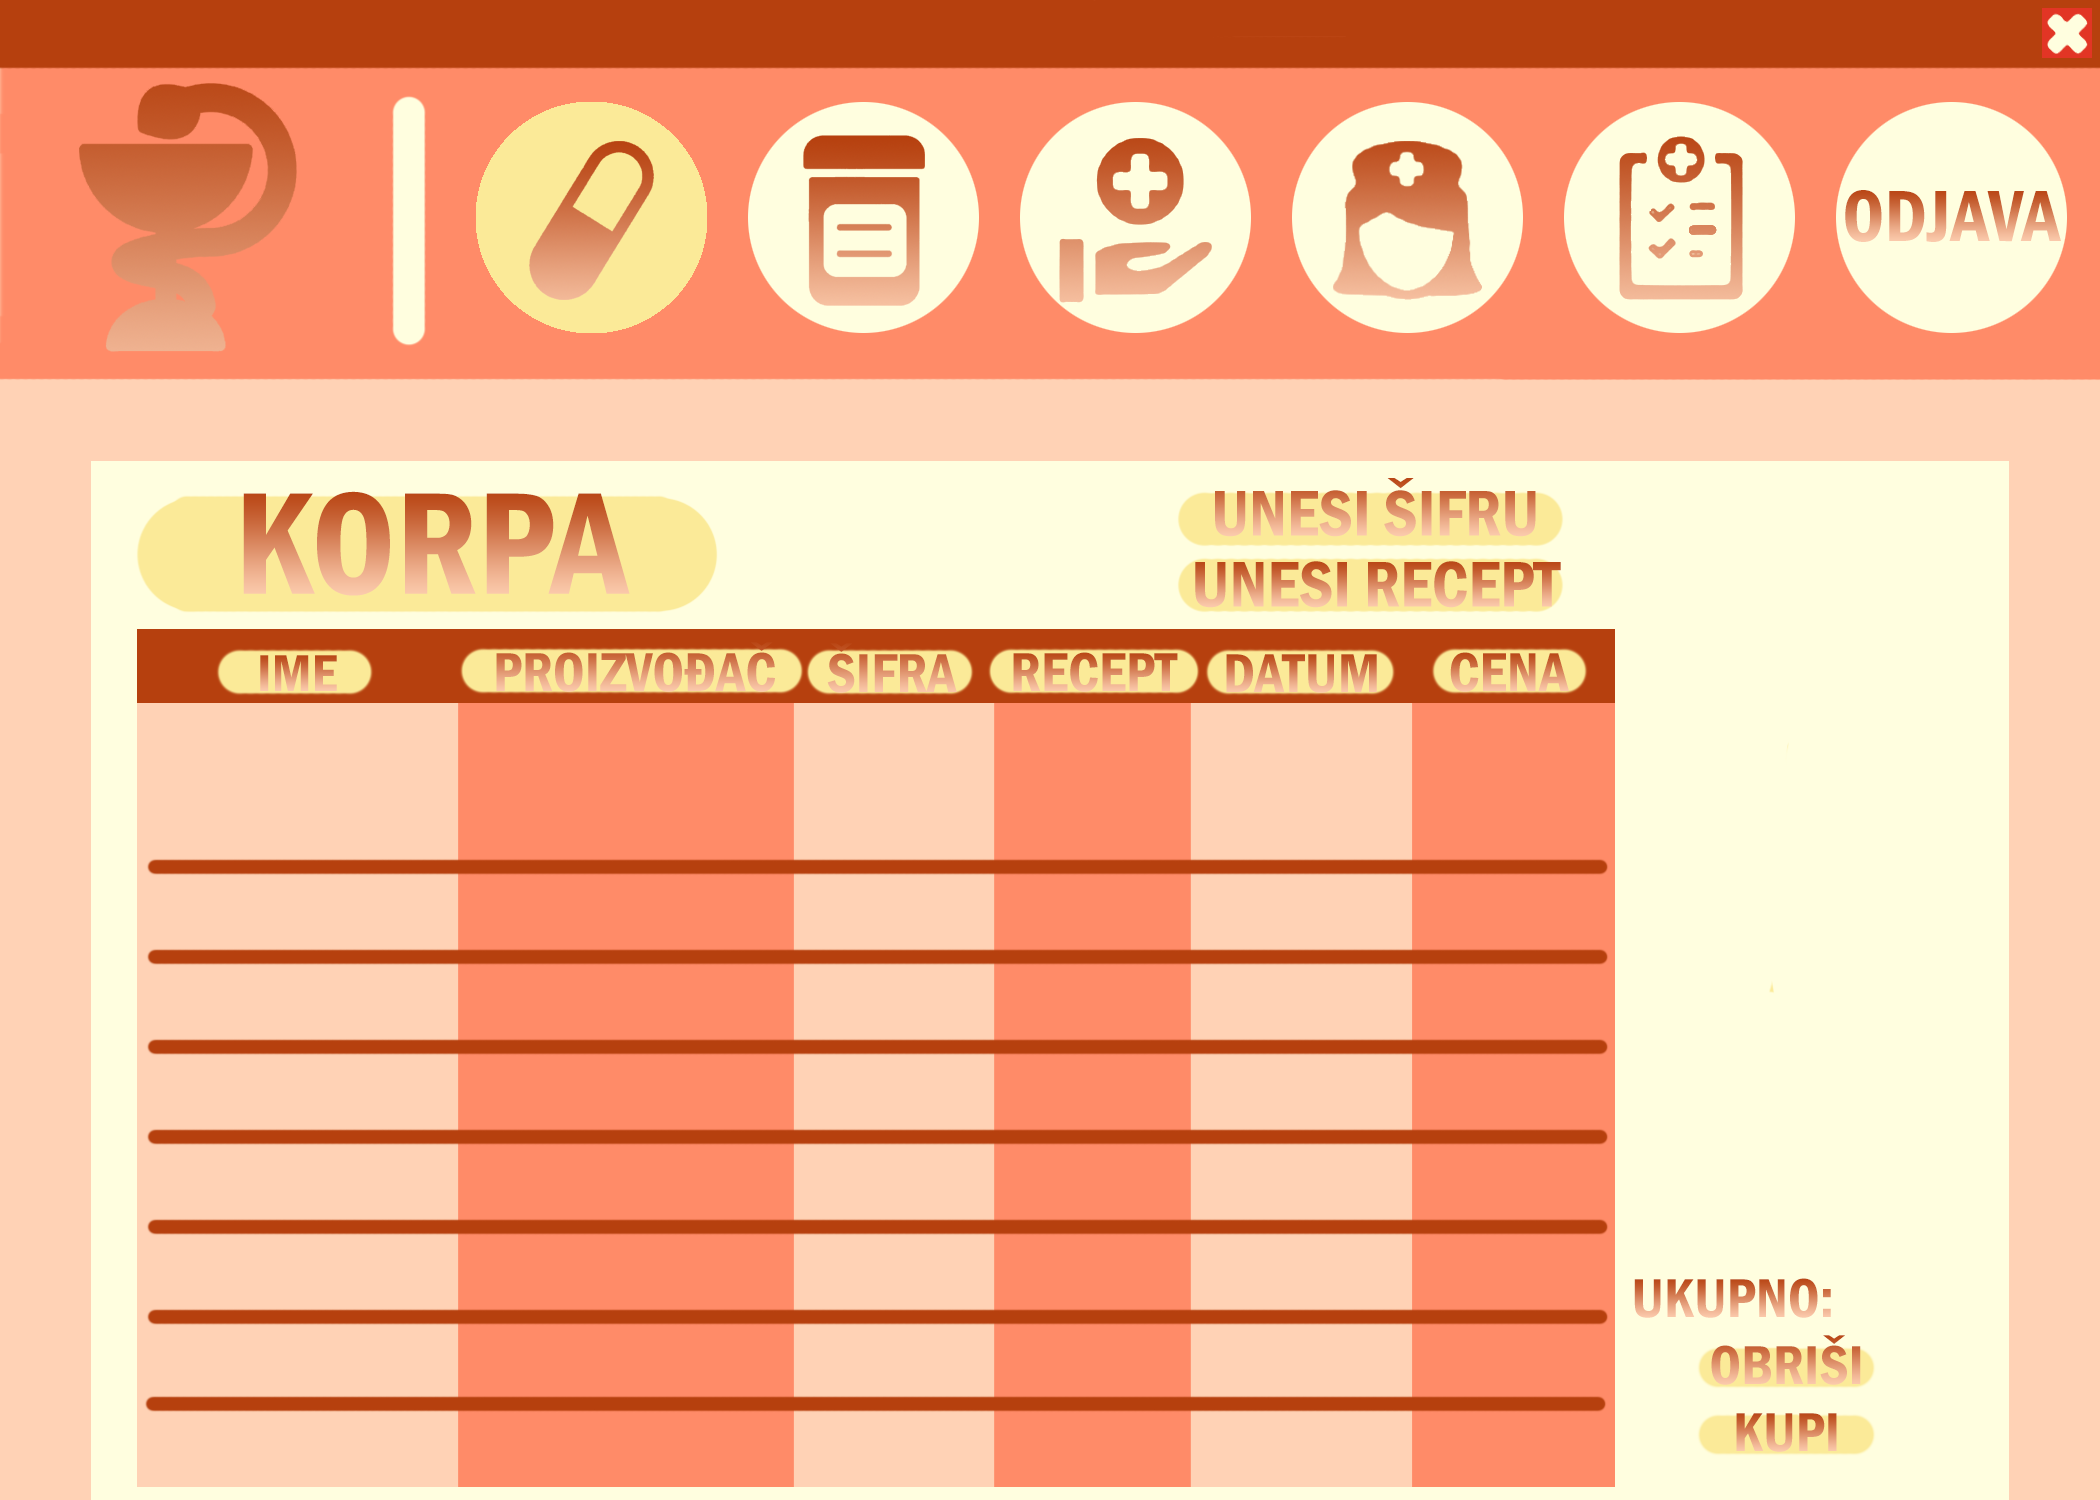 ODJAVA
KORPA
UNESI ŠIFRU
UNESI RECEPT
IME PROIZVOĐAČ ŠIFRA RECEPT DATUM CENA
UKUPNO:
OBRIŠI
KUPI